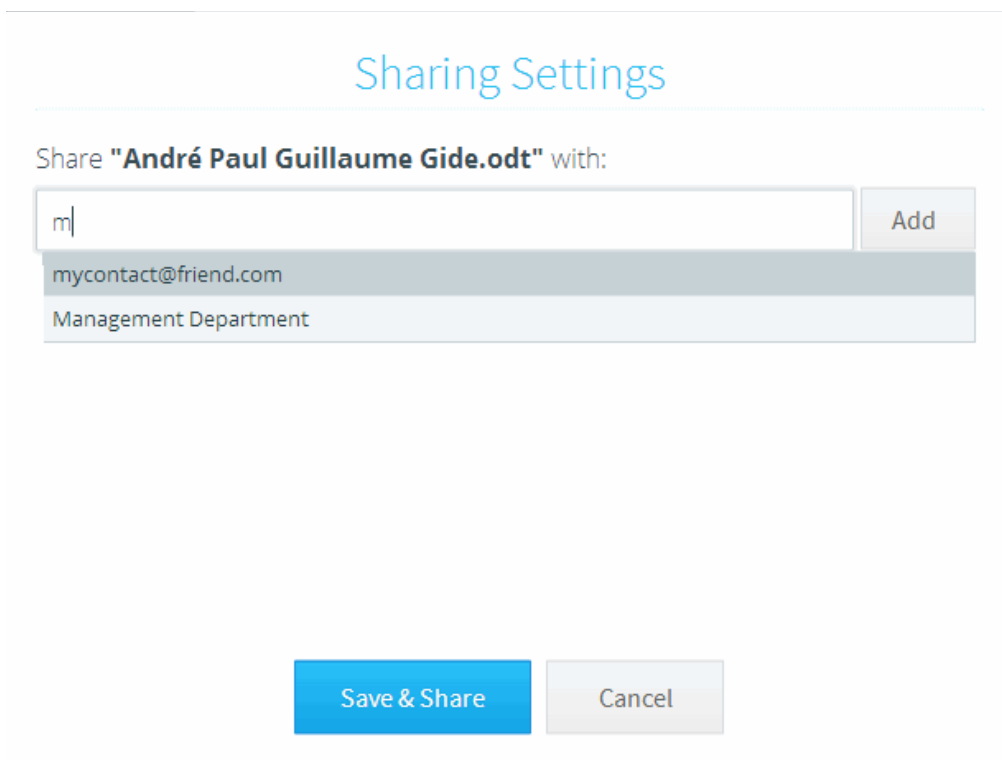 Sharing Settings
Share "André Paul Guillaume Gide.odt" with:
m
Add
mycontact@friend.com
Management Department
Save & Share
Cancel